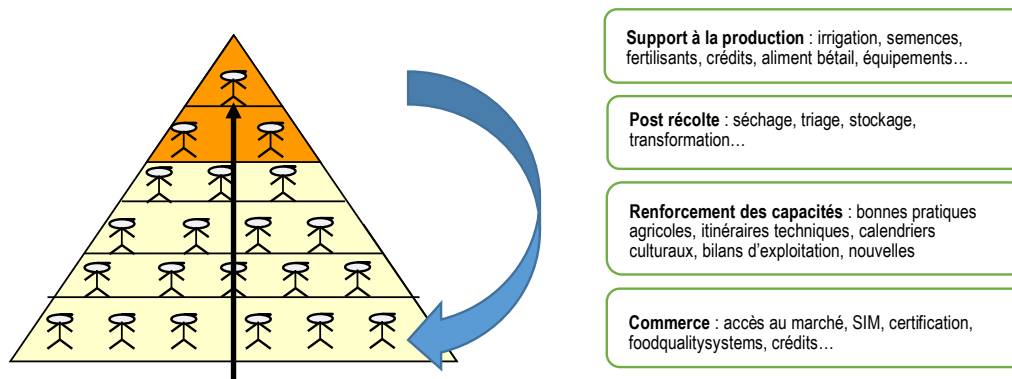 Support à la production : irrigation, semences,
fertilisants, crédits, aliment bétail, équipements…
Post récolte : séchage, triage, stockage,
transformation…
Renforcement des capacités : bonnes pratiques
agricoles, itinéraires techniques, calendriers
culturaux, bilans d’exploitation, nouvelles
Commerce : accès au marché, SIM, certification,
foodqualitysystems, crédits…